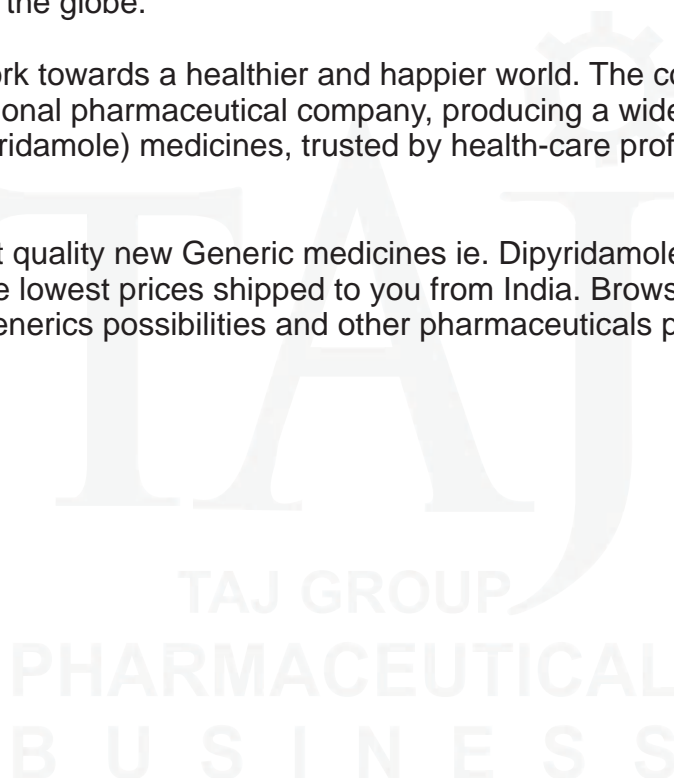 the globe.
rk towards a healthier and happier world. The co
onal pharmaceutical company, producing a wide
ridamole) medicines, trusted by health-care prof
t quality new Generic medicines ie. Dipyridamole
e lowest prices shipped to you from India. Brows
enerics possibilities and other pharmaceuticals p
TAJ
TAJ GROUP
PHARMACEUTICAL
BUSINESS